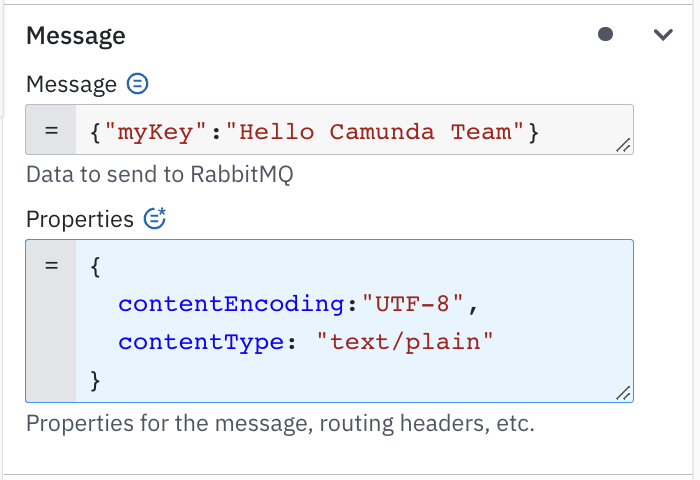 Message
Message
= {"myKey":"Hello Camunda Team"}
Data to send to RabbitMQ
Properties
= {
contentEncoding:"UTF-8",
contentType: "text/plain"
}
Properties for the message, routing headers, etc.